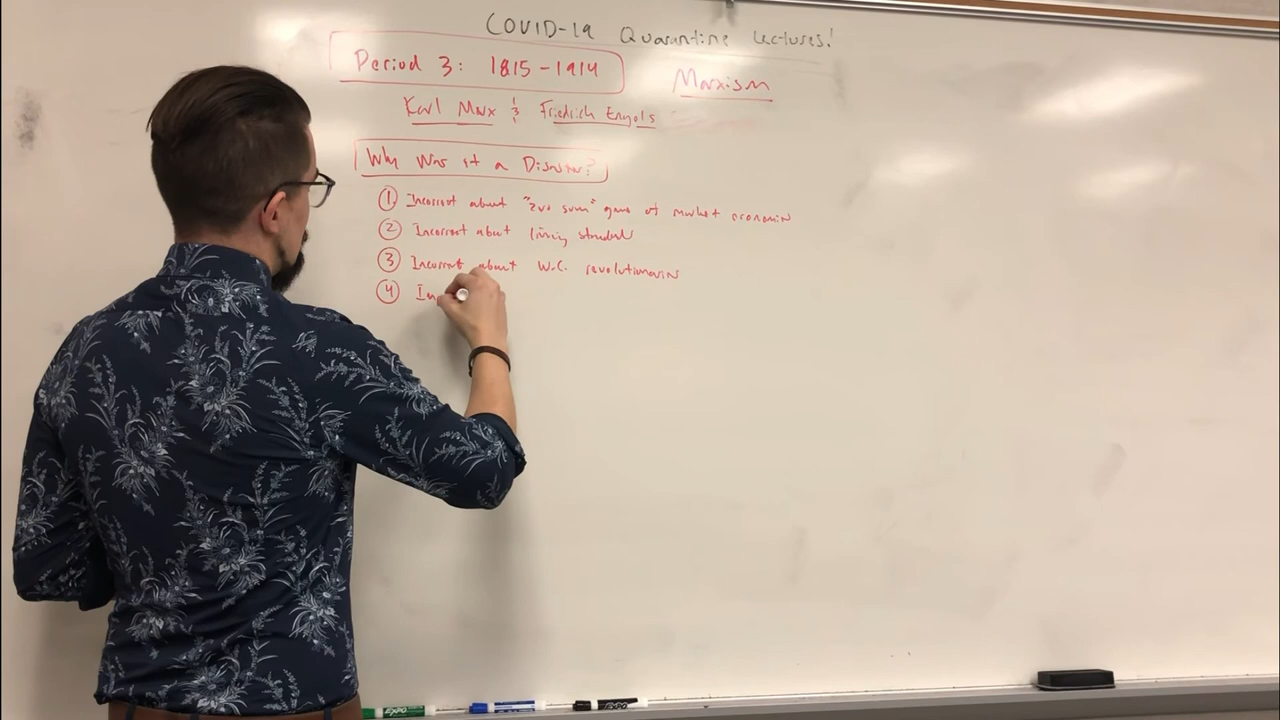 COVID-19 Quarantine Lectures!
Period 3: 1815-1914
Marxism
Karl Marx & Friedrich Engels
Why Was it a Disaster?
1. Incorrect about "zero sum" game of market economics
2 Incorrect about living standards
3 Incorrect about W.C. revolutionaries
4 In
EXPO